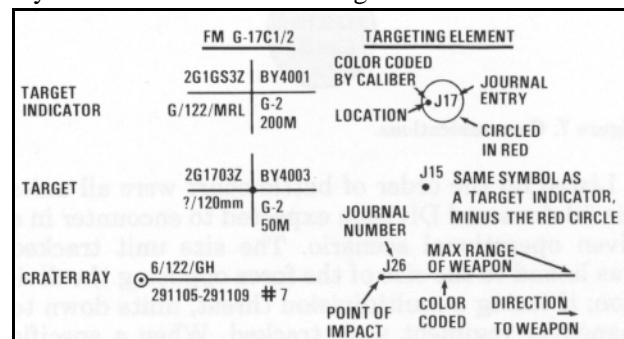 FM G-17C1/2 TARGETING ELEMENT
COLOR CODED
BY CALIBER
2G1GS3Z BY4001
TARGET
INDICATOR
G/122/MRL G-2
200M
J17
JOURNAL
ENTRY
LOCATION
CIRCLED
IN RED
2G1703Z BY4003
TARGET
?/120mm G-2
50M
J15 SAME SYMBOL AS
A TARGET INDICATOR,
MINUS THE RED CIRCLE
JOURNAL
NUMBER
MAX RANGE
OF WEAPON
6/122/GH
CRATER RAY
291105-291109 #7
J26
POINT OF
IMPACT
COLOR
CODED
DIRECTION
TO WEAPON